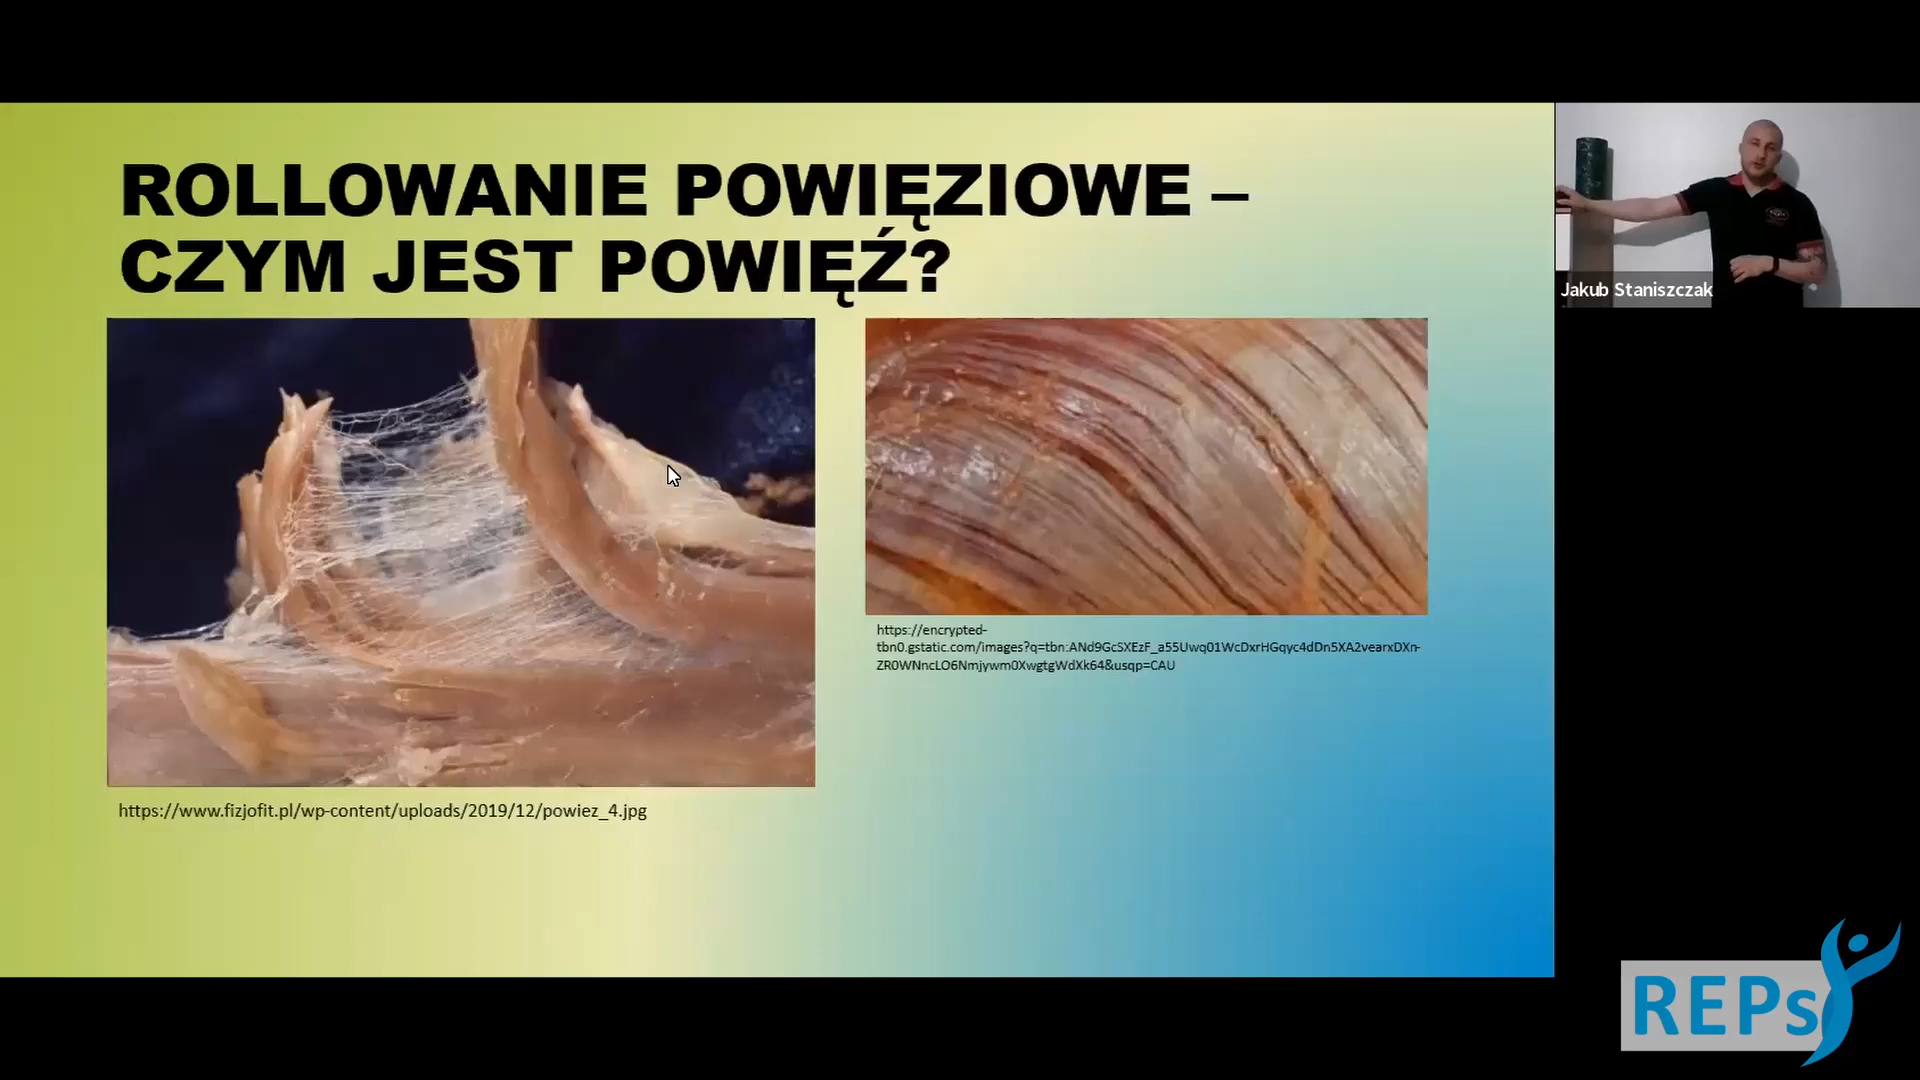 ROLLOWANIE POWIĘZIOWE –
CZYM JEST POWIĘŹ?
Jakub Staniszczak
https://encrypted-
tbn0.gstatic.com/images?q=tbn:ANd9GcSXEzF_a55Uwq01WcDxrHGqyc4dDn5XA2vearxDXn-
ZR0WNncLO6Nmjywm0XwgtgWdXk64&usqp=CAU
https://www.fizjofit.pl/wp-content/uploads/2019/12/powiez_4.jpg
REPs